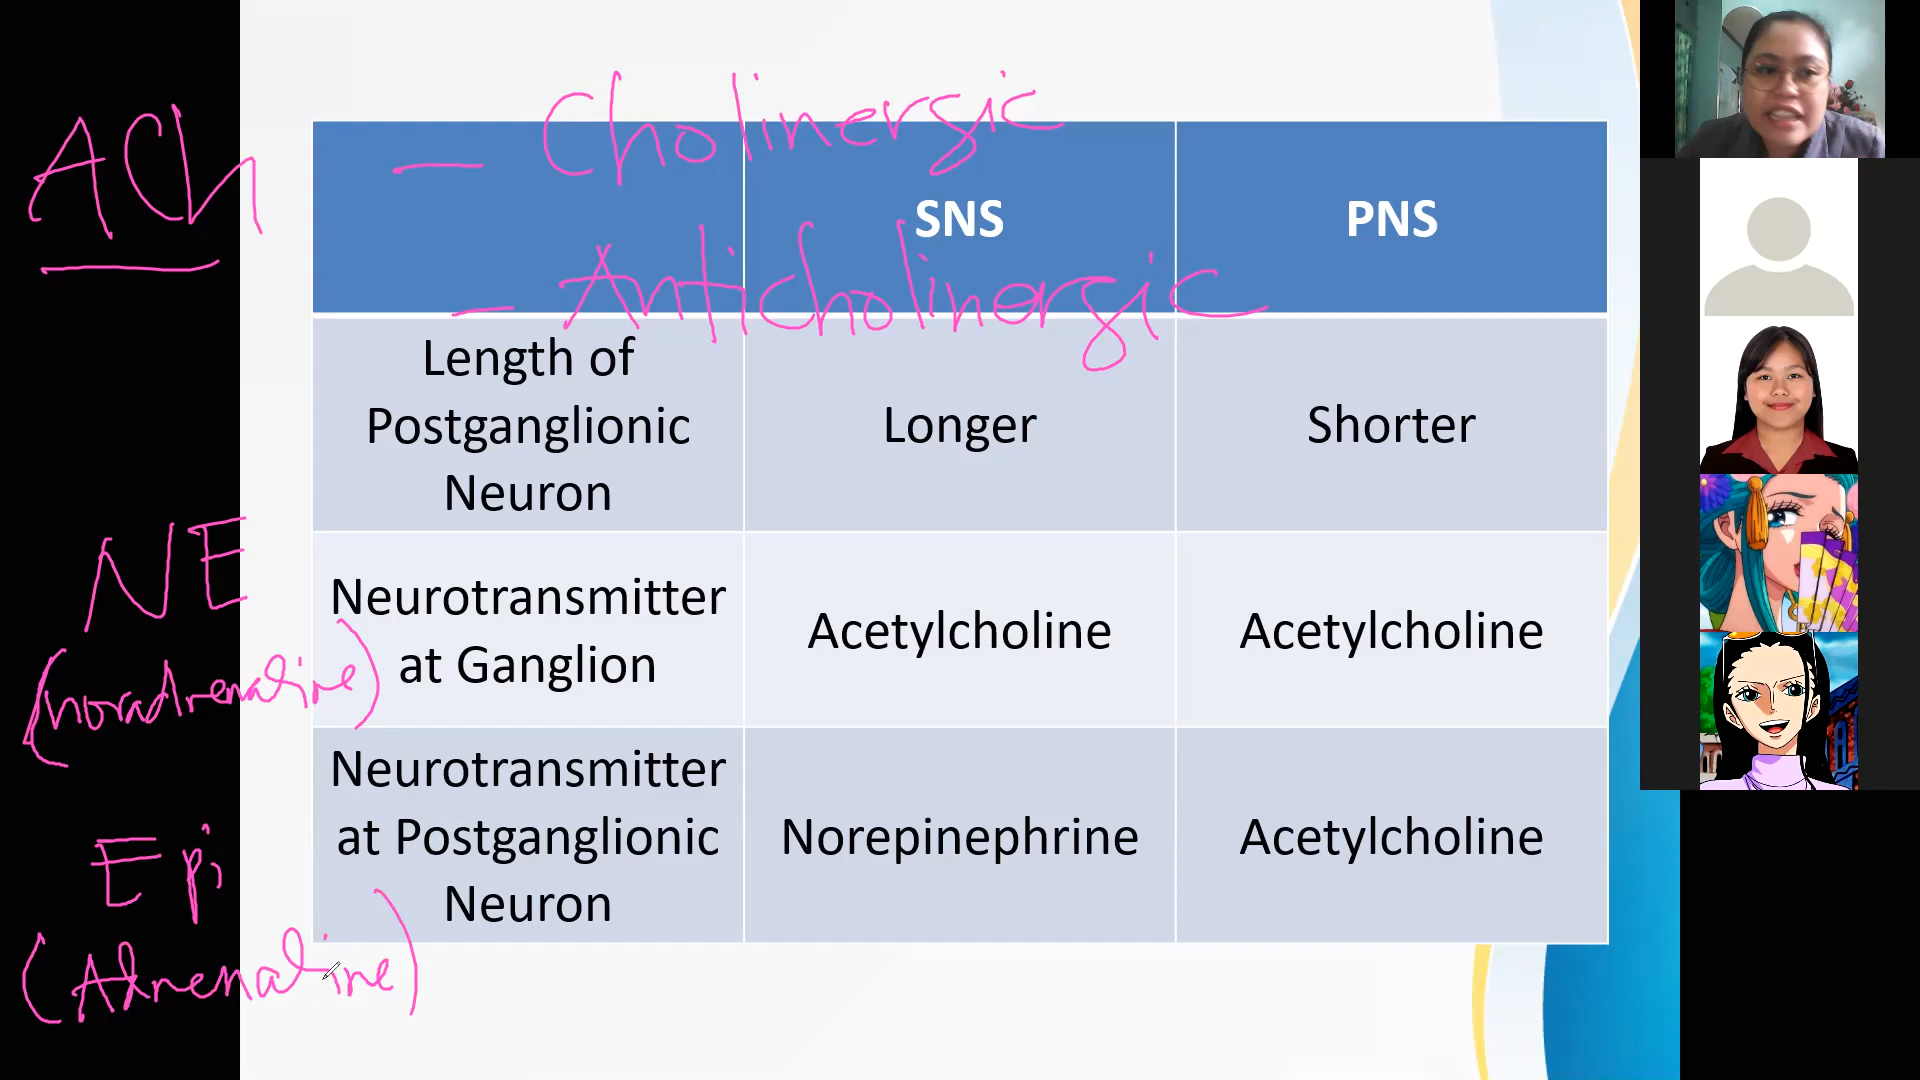 ACh
- Cholinergic
- Anticholinergic
SNS
PNS
Length of
Postganglionic
Neuron
Longer
Shorter
Neurotransmitter
at Ganglion
Acetylcholine
Acetylcholine
Neurotransmitter
at Postganglionic
Neuron
Norepinephrine
Acetylcholine
NE
(noradrenaline)
Epi
(Adrenaline)